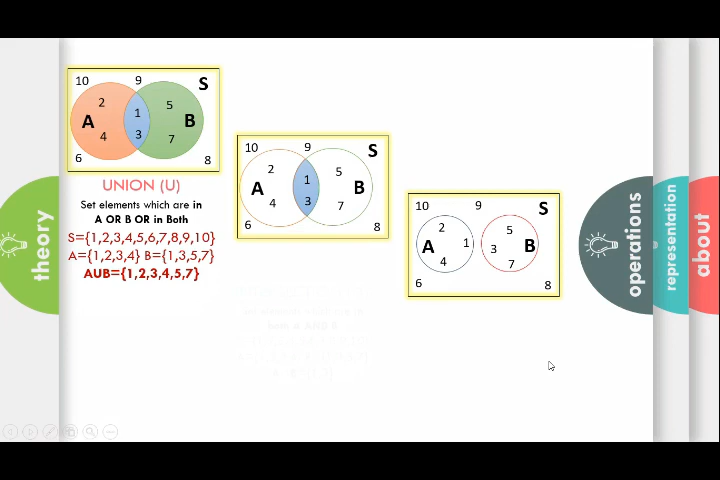 theory
10 9 S
2 1 5
A B
4 3 7
6 8
UNION (U)
Set elements which are in
A OR B OR in Both
S={1,2,3,4,5,6,7,8,9,10}
A={1,2,3,4} B={1,3,5,7}
AUB={1,2,3,4,5,7}
10 9 S
2 1 5
A B
4 3 7
6 8
10 9 S
2 5
A 1 3 B
4 7
6 8
operations
representation
about